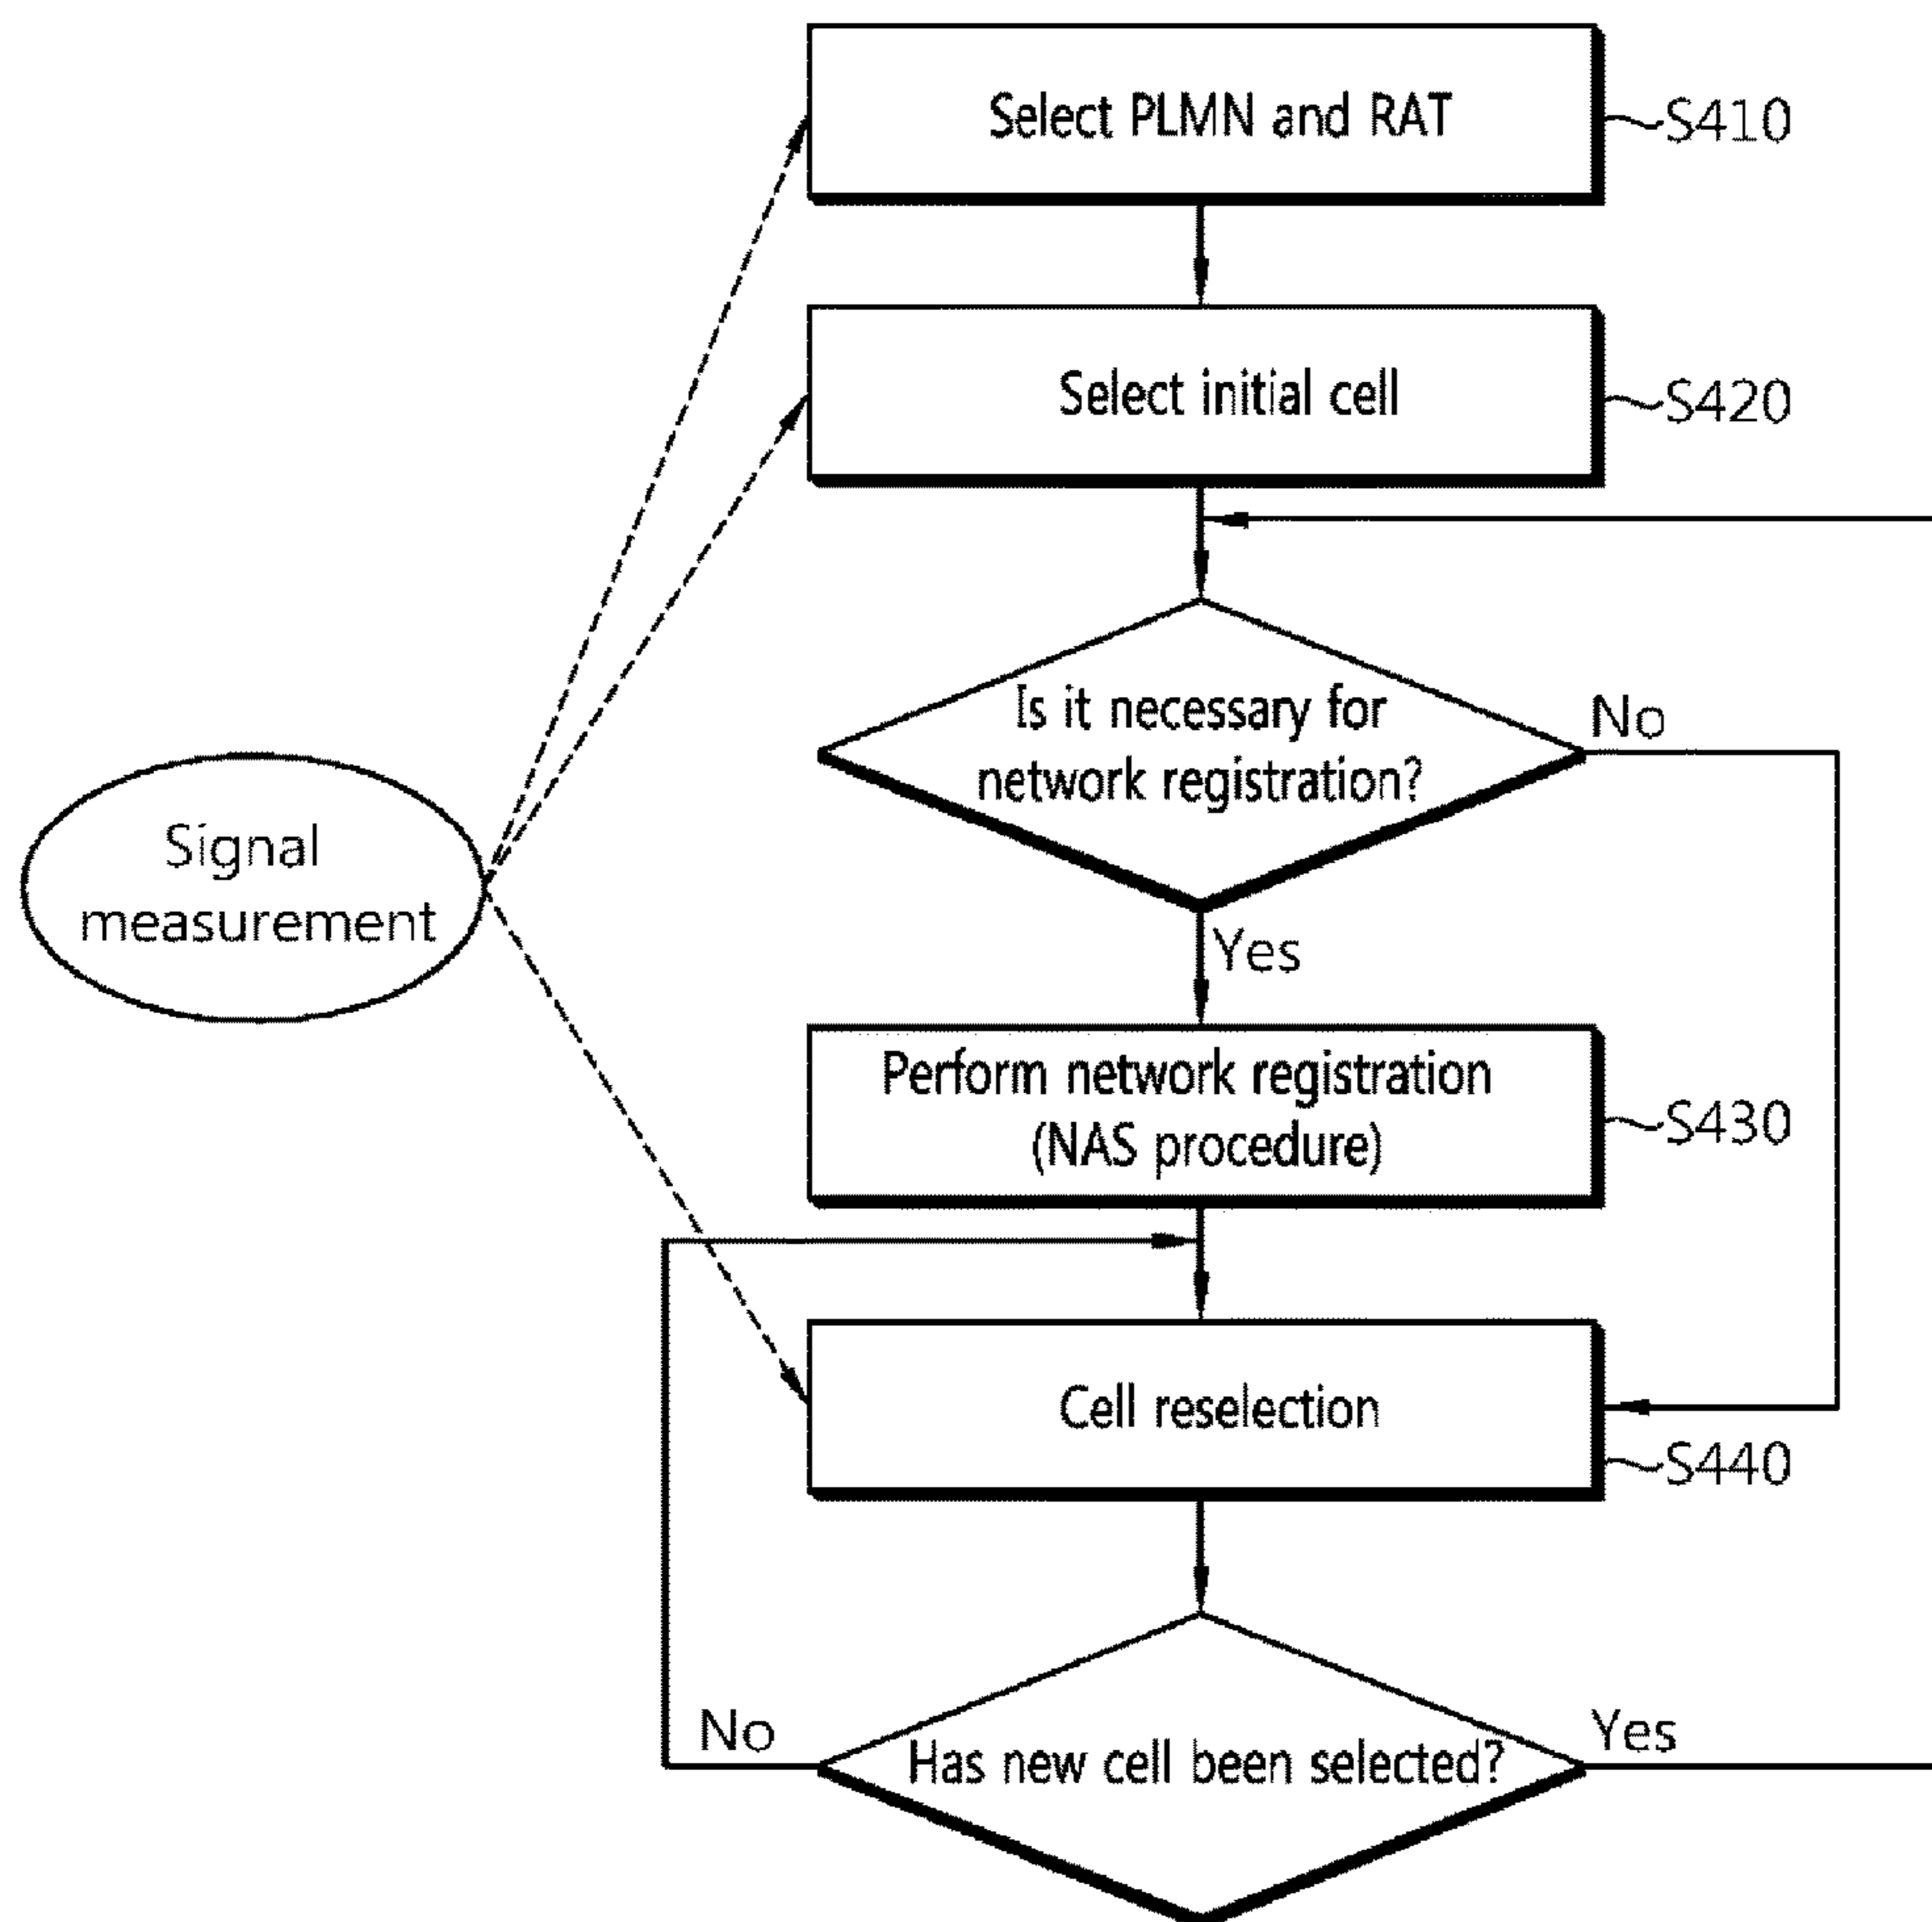 Select PLMN and RAT
S410
Select initial cell
S420
Is it necessary for
network registration?
No
Signal
measurement
Yes
Perform network registration
(NAS procedure)
S430
Cell reselection
S440
No
Has new cell been selected?
Yes